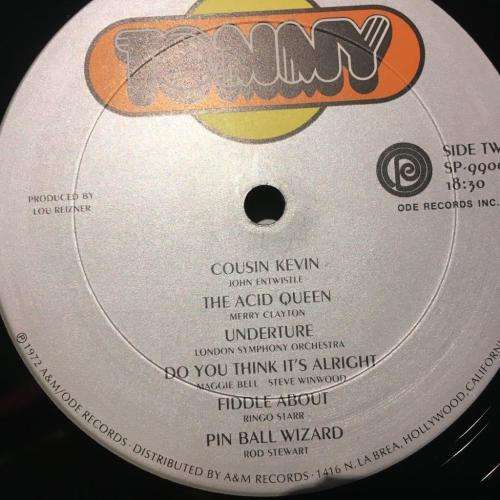 TOMMY
SIDE TW
SP-990
18:30
ODE RECORDS INC.
PRODUCED BY
LOU REIZNER
COUSIN KEVIN
JOHN ENTWISTLE
THE ACID QUEEN
MERRY CLAYTON
UNDERTURE
LONDON SYMPHONY ORCHESTRA
DO YOU THINK IT'S ALRIGHT
MAGGIE BELL STEVE WINWOOD
FIDDLE ABOUT
RINGO STARR
PIN BALL WIZARD
ROD STEWART
℗ 1972 A&M/ODE RECORDS · DISTRIBUTED BY A&M RECORDS · 1416 N. LA BREA, HOLLYWOOD, CALIFORNI